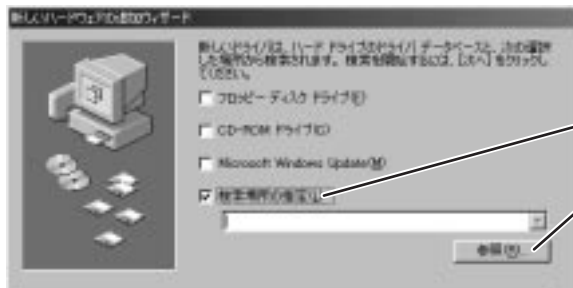 新しいハードウェアの追加ウィザード
新しいドライバは、ハード ドライブのドライバ データベースと、次の選択
した場所から検索されます。検索を開始するには、[次へ] をクリックし
てください。
フロッピー ディスク ドライブ(F)
CD-ROM ドライブ(C)
Microsoft Windows Update(M)
検索場所の指定(L):
参照(R)...